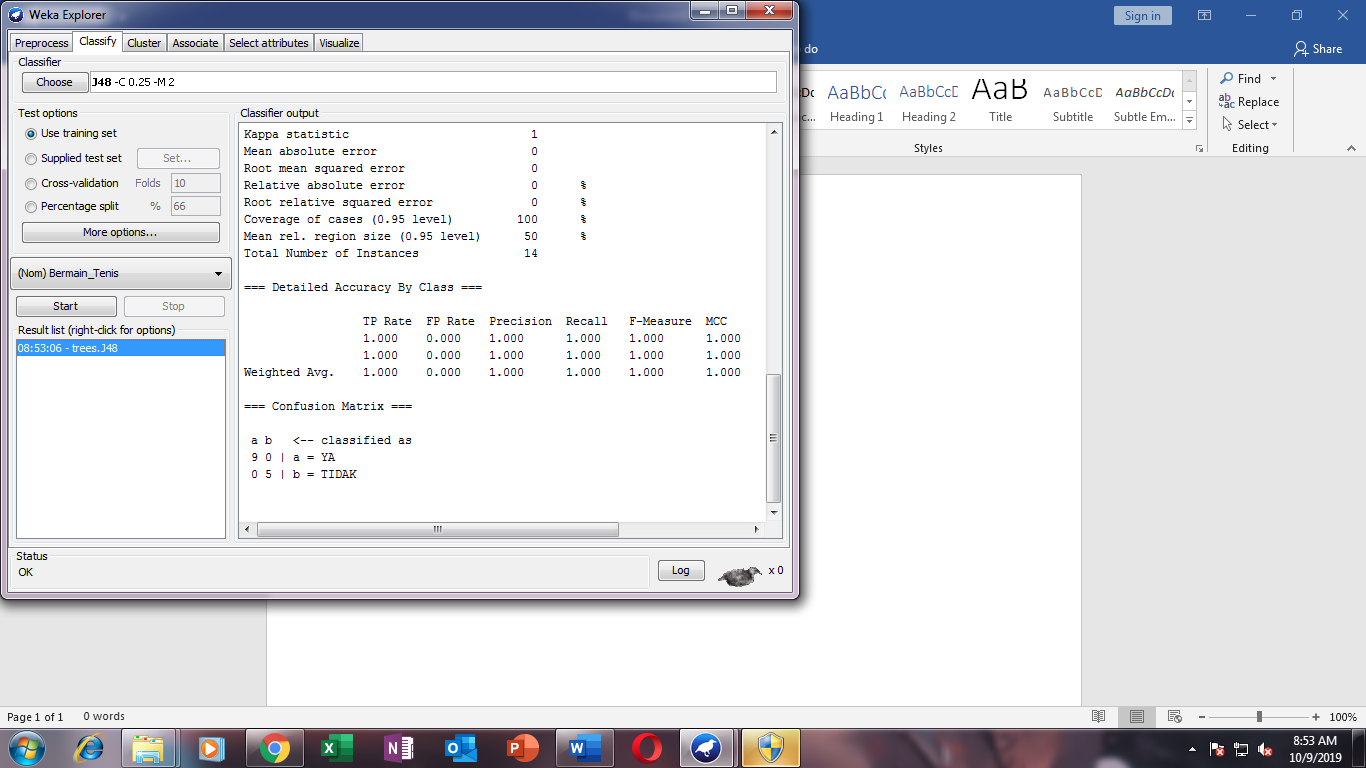 Weka Explorer
Preprocess Classify Cluster Associate Select attributes Visualize
Classifier
Choose J48 -C 0.25 -M 2
Test options
Use training set
Supplied test set Set...
Cross-validation Folds 10
Percentage split % 66
More options...
(Nom) Bermain_Tenis
Start Stop
Result list (right-click for options)
08:53:06 - trees.J48
Classifier output
Kappa statistic 1
Mean absolute error 0
Root mean squared error 0
Relative absolute error 0 %
Root relative squared error 0 %
Coverage of cases (0.95 level) 100 %
Mean rel. region size (0.95 level) 50 %
Total Number of Instances 14
=== Detailed Accuracy By Class ===
TP Rate FP Rate Precision Recall F-Measure MCC
1.000 0.000 1.000 1.000 1.000 1.000
1.000 0.000 1.000 1.000 1.000 1.000
Weighted Avg. 1.000 0.000 1.000 1.000 1.000 1.000
=== Confusion Matrix ===
a b <-- classified as
9 0 | a = YA
0 5 | b = TIDAK
Status
OK
Log x 0
Sign in
do Share
AaBbCc AaBbCcD AaB AaBbCcD AaBbCcDc
c... Heading 1 Heading 2 Title Subtitle Subtle Em...
Styles
Find
Replace
Select
Editing
Page 1 of 1 0 words 100%
8:53 AM
10/9/2019